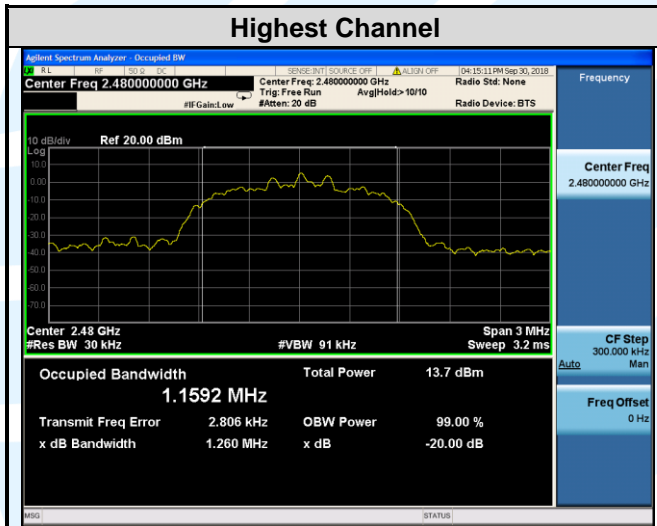 Highest Channel
Agilent Spectrum Analyzer - Occupied BW
RL RF 50 Ω DC SENSE:INT SOURCE OFF ALIGN OFF 04:15:11 PM Sep 30, 2018
Center Freq 2.480000000 GHz
Center Freq: 2.480000000 GHz
Radio Std: None
Trig: Free Run Avg|Hold:> 10/10
#IFGain:Low
#Atten: 20 dB
Radio Device: BTS
Frequency
10 dB/div Ref 20.00 dBm
Log
10.0
0.00
-10.0
-20.0
-30.0
-40.0
-50.0
-60.0
-70.0
Center 2.48 GHz Span 3 MHz
#Res BW 30 kHz #VBW 91 kHz Sweep 3.2 ms
Occupied Bandwidth Total Power 13.7 dBm
1.1592 MHz
Transmit Freq Error 2.806 kHz OBW Power 99.00 %
x dB Bandwidth 1.260 MHz x dB -20.00 dB
Center Freq
2.480000000 GHz
CF Step
300.000 kHz
Auto Man
Freq Offset
0 Hz
MSG STATUS